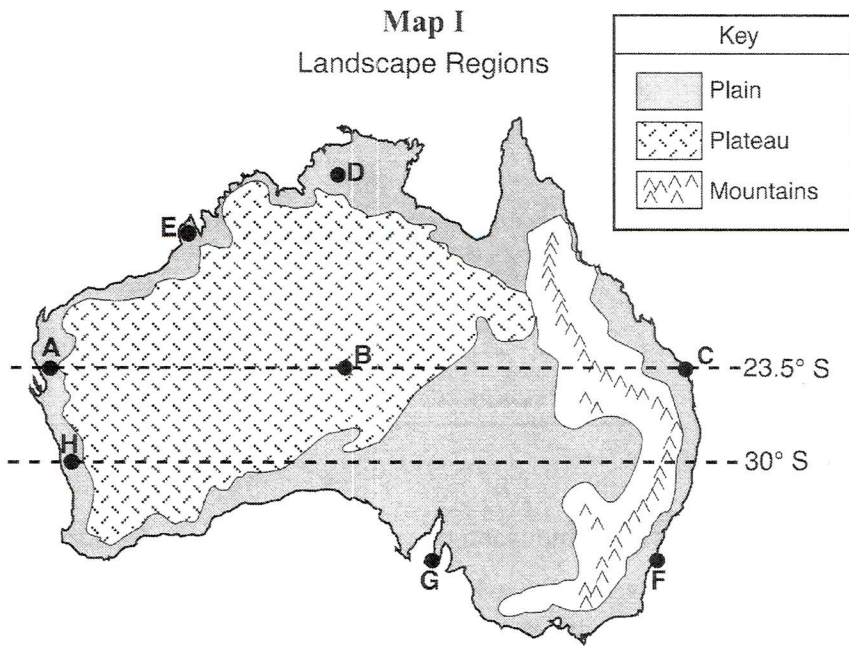 Map I
Landscape Regions
Key
Plain
Plateau
Mountains
D
E
A
B
C
23.5° S
H
30° S
G
F